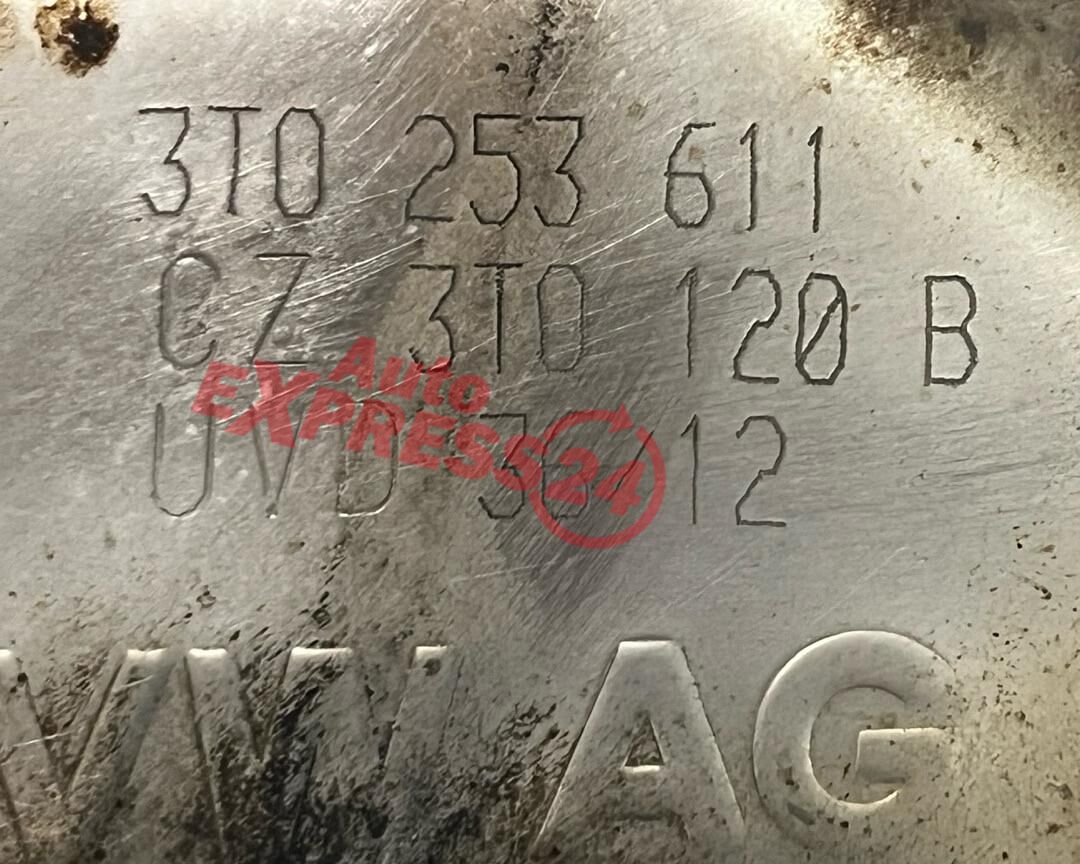 3T0 253 611
CZ 3T0 120 B
Auto
EXPRESS24
UVD 12
VW AG